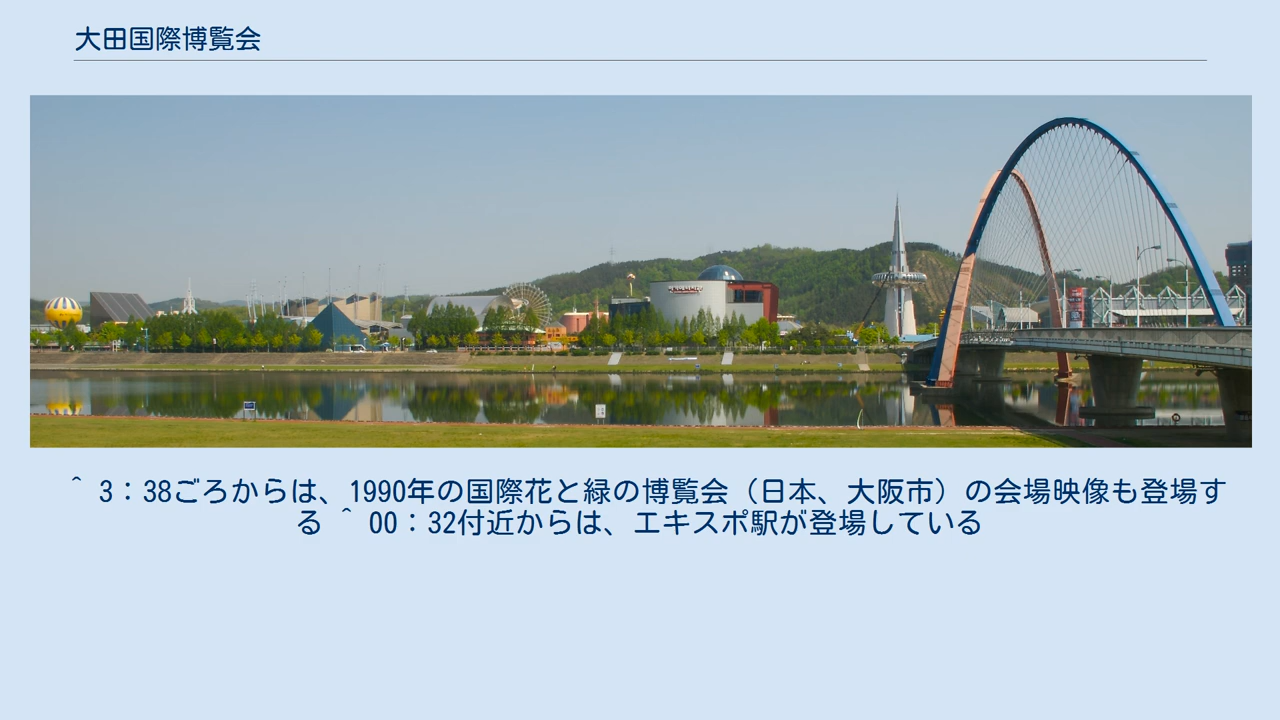 大田国際博覧会
^ 3：38ごろからは、1990年の国際花と緑の博覧会（日本、大阪市）の会場映像も登場す
る ^ 00：32付近からは、エキスポ駅が登場している